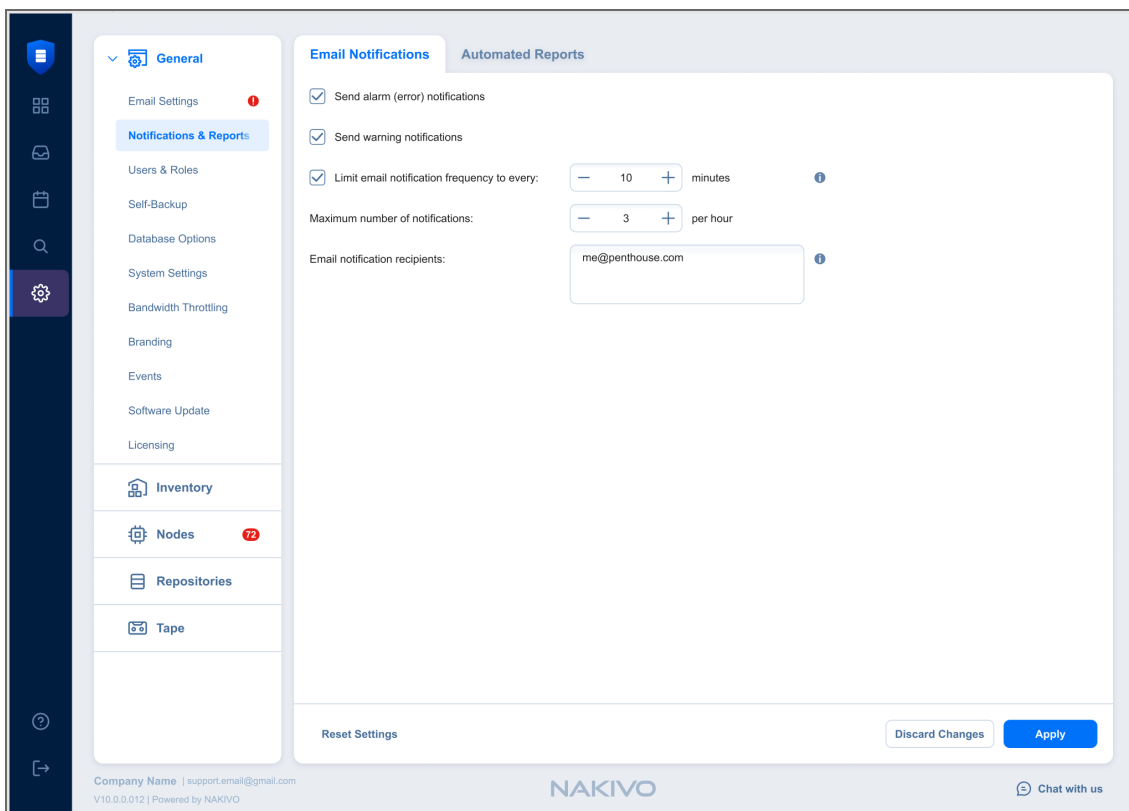 General
Email Settings
!
Notifications & Reports
Users & Roles
Self-Backup
Database Options
System Settings
Bandwidth Throttling
Branding
Events
Software Update
Licensing
Inventory
Nodes 72
Repositories
Tape
Email Notifications Automated Reports
Send alarm (error) notifications
Send warning notifications
Limit email notification frequency to every: 10 minutes
Maximum number of notifications: 3 per hour
Email notification recipients: me@penthouse.com
Reset Settings Discard Changes Apply
Company Name | support.email@gmail.com
V10.0.0.012 | Powered by NAKIVO
NAKIVO
Chat with us